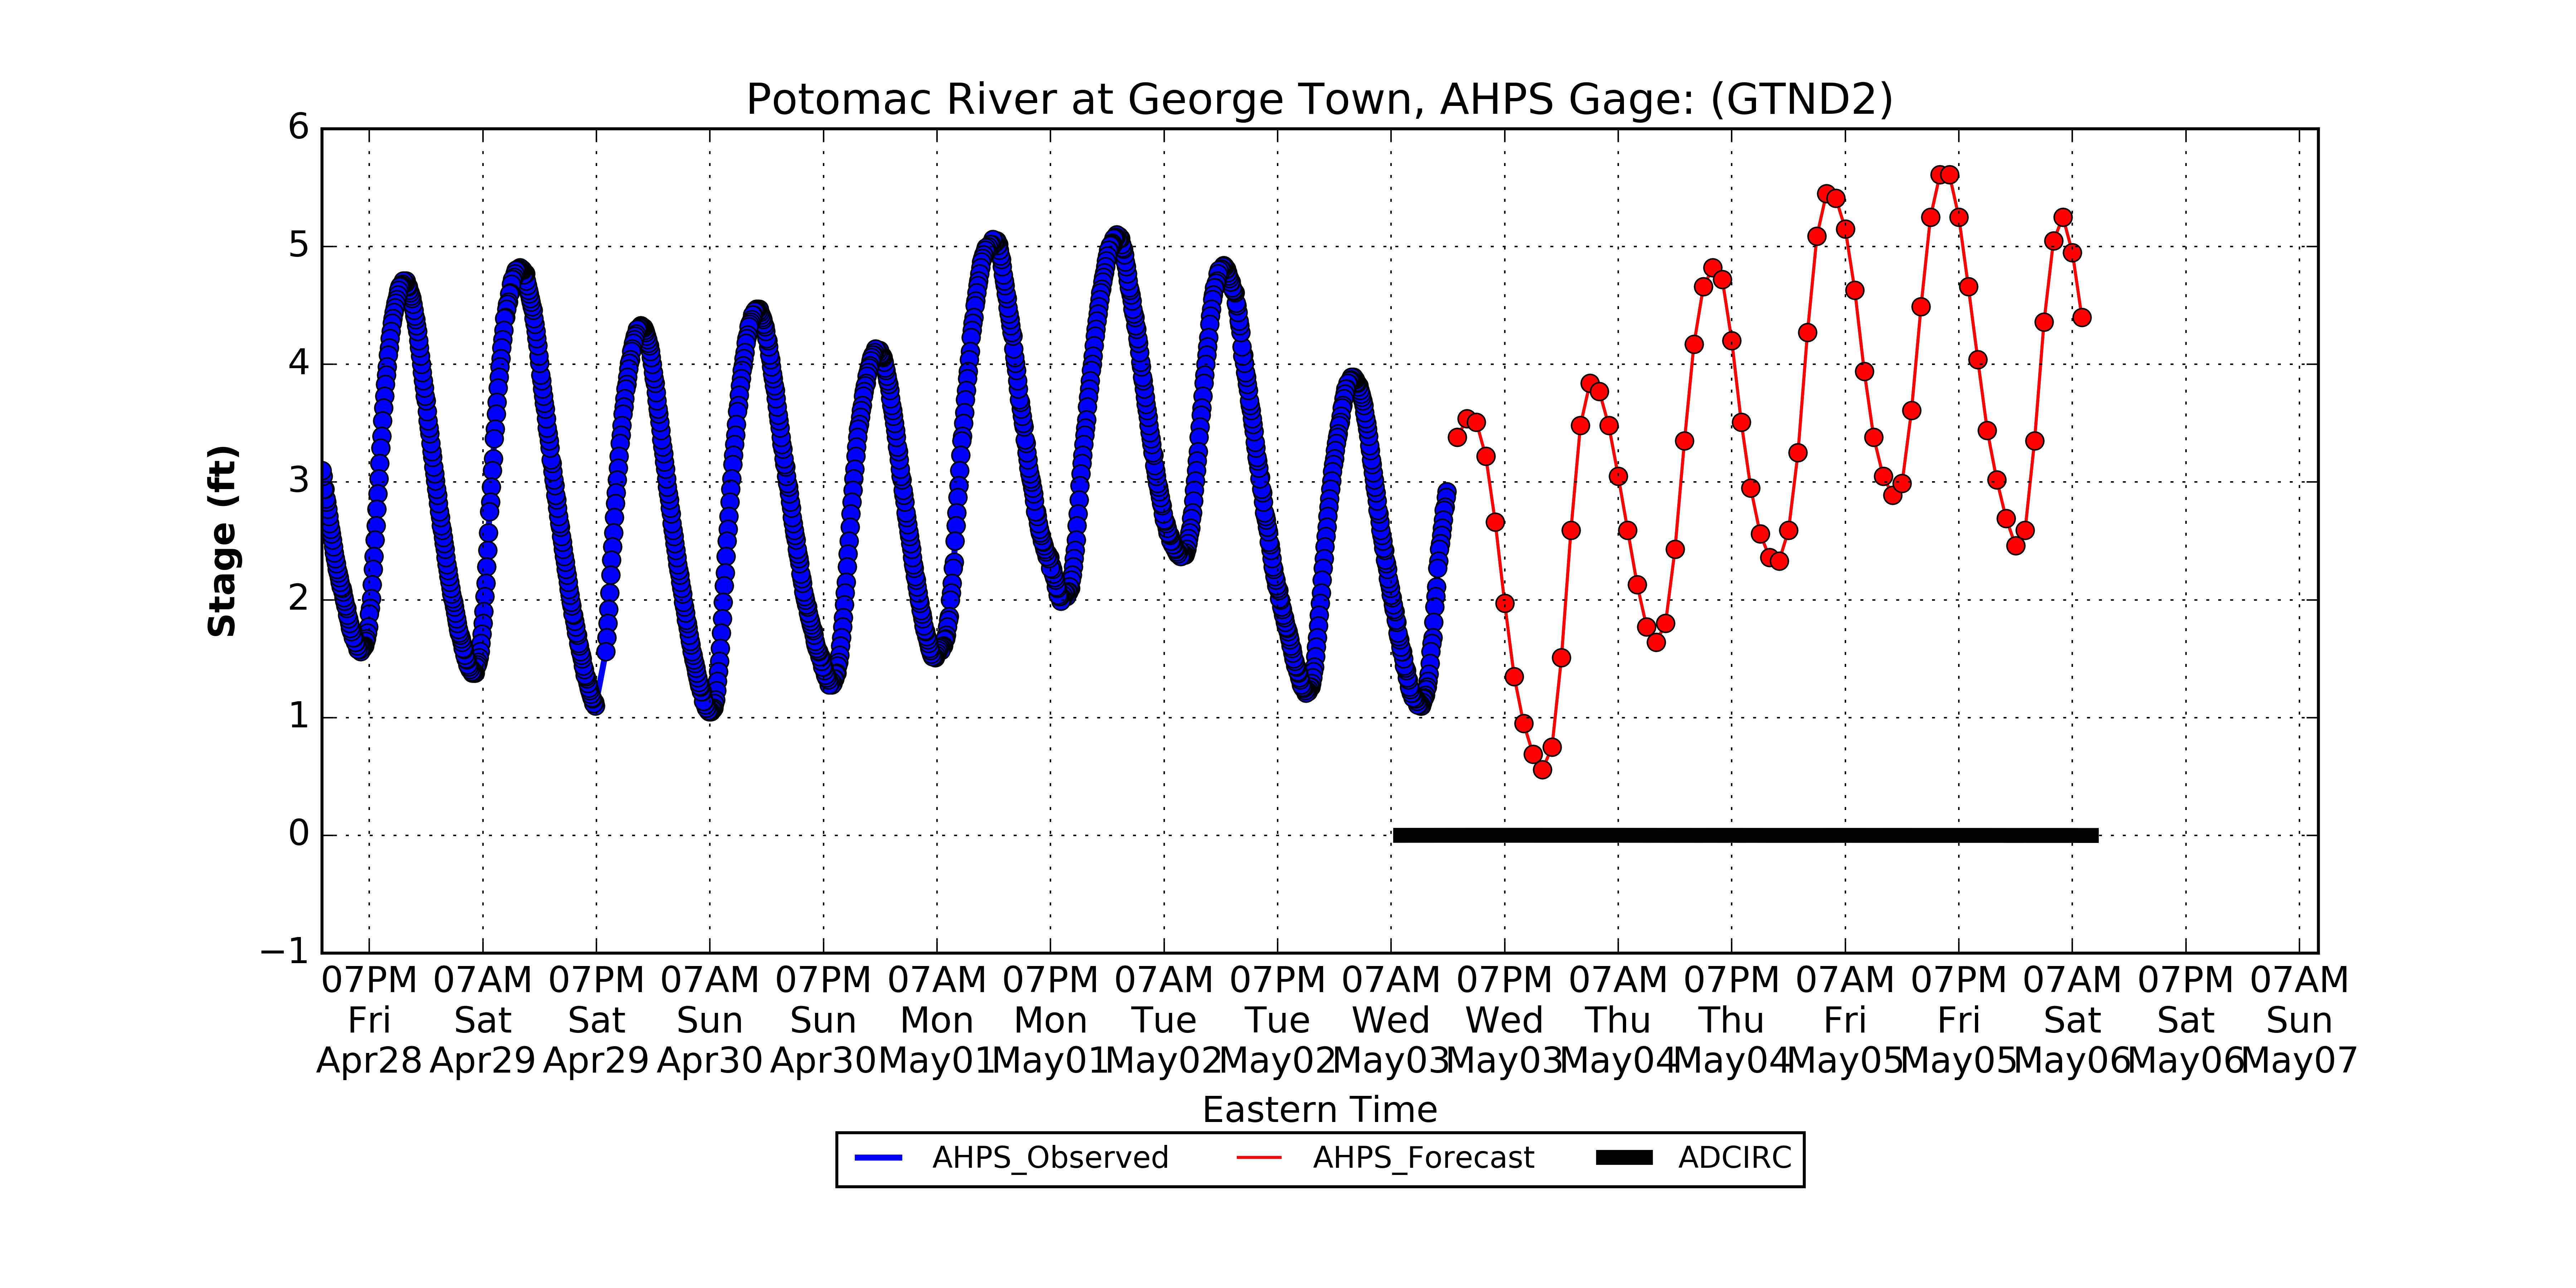 Potomac River at George Town, AHPS Gage: (GTND2)
6
5
4
3
2
1
0
−1
Stage (ft)
07PM 07AM 07PM 07AM 07PM 07AM 07PM 07AM 07PM 07AM 07PM 07AM 07PM 07AM 07PM 07AM 07PM 07AM
Fri Sat Sat Sun Sun Mon Mon Tue Tue Wed Wed Thu Thu Fri Fri Sat Sat Sun
Apr28 Apr29 Apr29 Apr30 Apr30 May01 May01 May02 May02 May03 May03 May04 May04 May05 May05 May06 May06 May07
Eastern Time
AHPS_Observed AHPS_Forecast ADCIRC